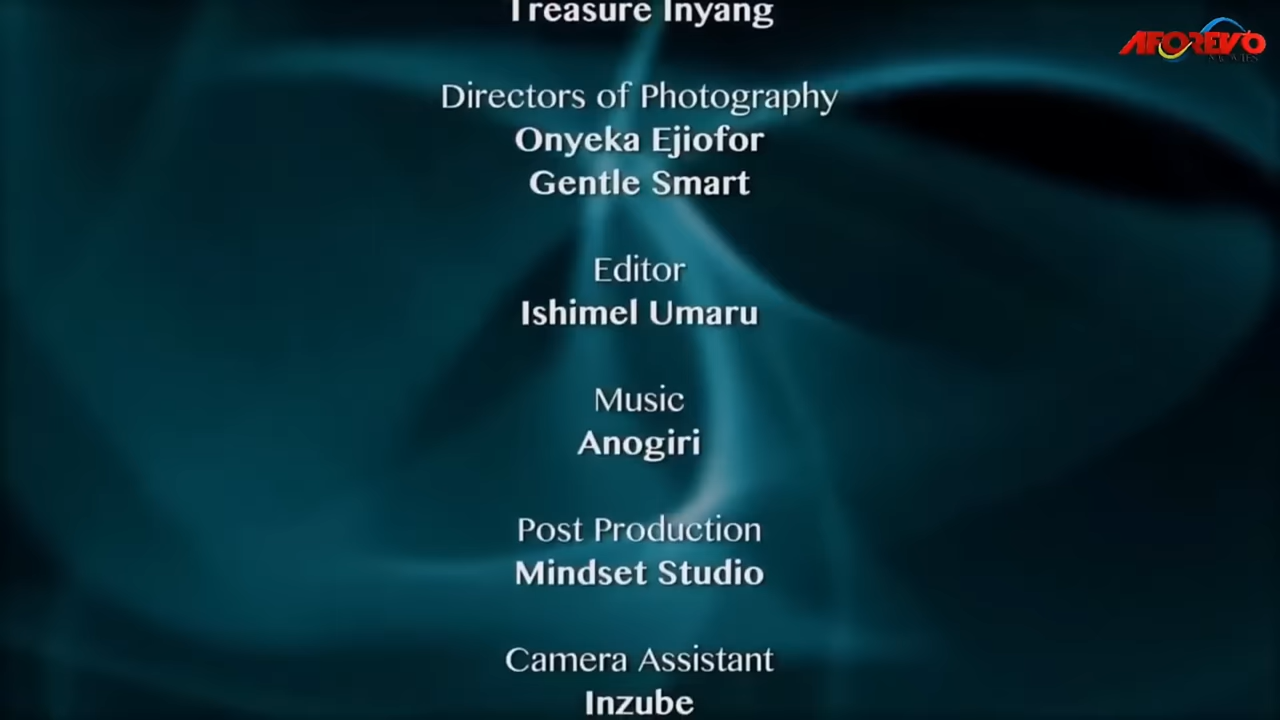 Treasure Inyang
AFOREVO
MOVIES
Directors of Photography
Onyeka Ejiofor
Gentle Smart
Editor
Ishimel Umaru
Music
Anogiri
Post Production
Mindset Studio
Camera Assistant
Inzube